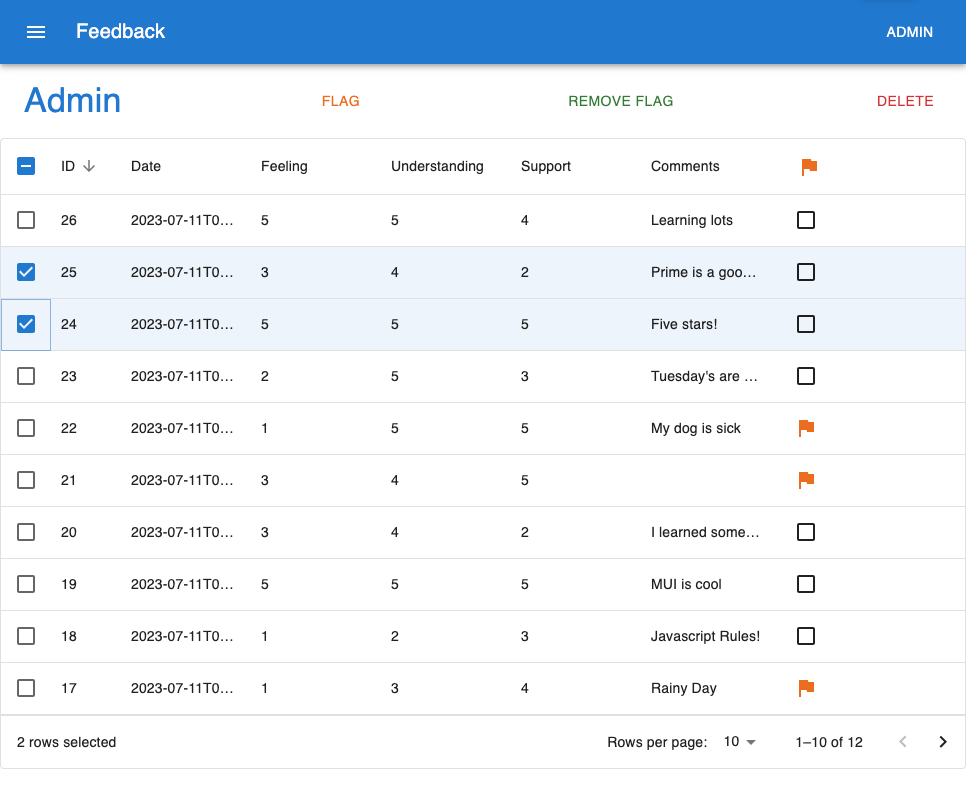 Feedback ADMIN
Admin FLAG REMOVE FLAG DELETE
ID Date Feeling Understanding Support Comments
26 2023-07-11T0... 5 5 4 Learning lots
25 2023-07-11T0... 3 4 2 Prime is a goo...
24 2023-07-11T0... 5 5 5 Five stars!
23 2023-07-11T0... 2 5 3 Tuesday's are ...
22 2023-07-11T0... 1 5 5 My dog is sick
21 2023-07-11T0... 3 4 5
20 2023-07-11T0... 3 4 2 I learned some...
19 2023-07-11T0... 5 5 5 MUI is cool
18 2023-07-11T0... 1 2 3 Javascript Rules!
17 2023-07-11T0... 1 3 4 Rainy Day
2 rows selected Rows per page: 10 1–10 of 12